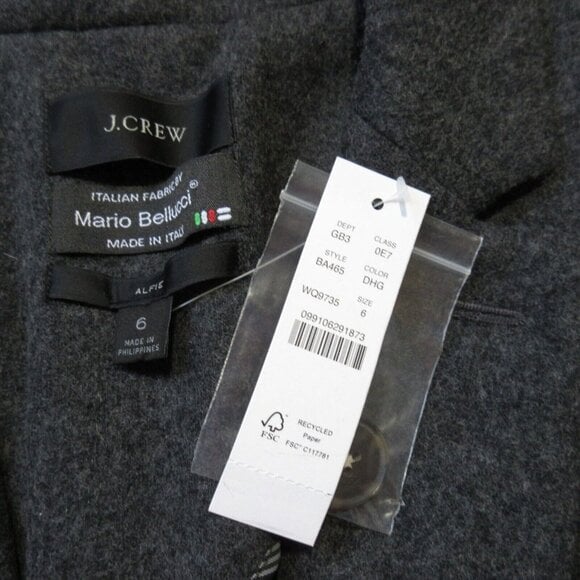 J.CREW
ITALIAN FABRIC BY
Mario Bellucci®
MADE IN ITALY
ALFIE
6
MADE IN
PHILIPPINES
DEPT CLASS
GB3 0E7
STYLE COLOR
BA465 DHG
SIZE
WQ9735 6
099106291873
FSC
RECYCLED
Paper
FSC® C117781